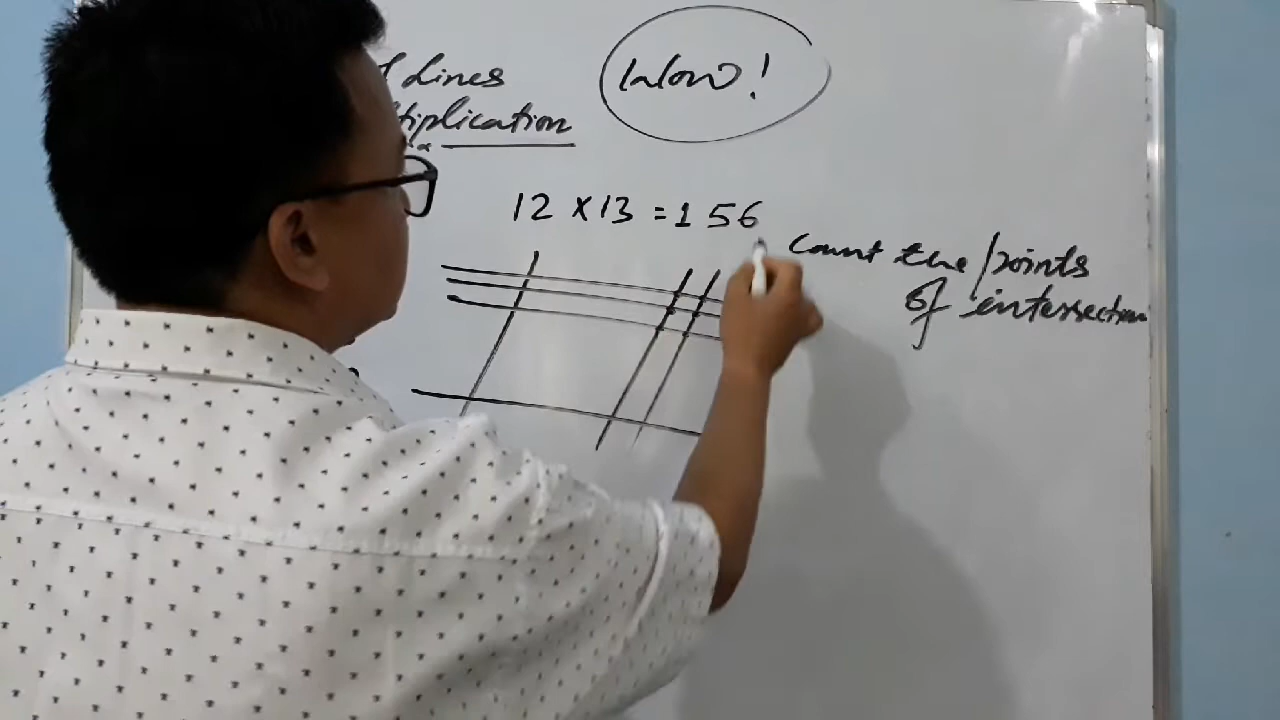 Lines
tiplication
Wow!
12 x 13 = 156
Count the points
of intersection